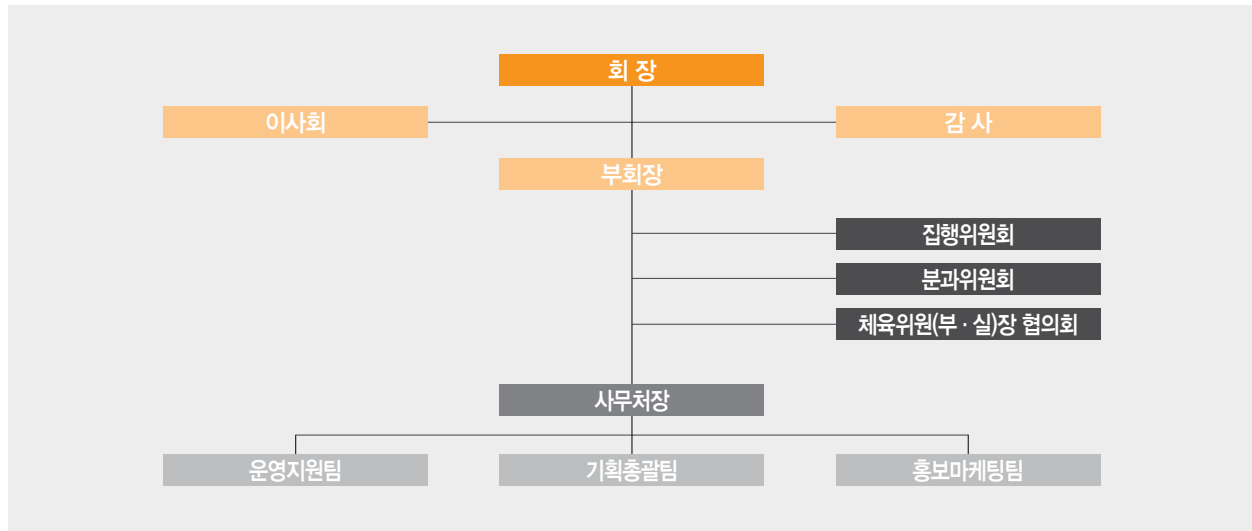 회 장
이사회
감 사
부회장
집행위원회
분과위원회
체육위원(부 · 실)장 협의회
사무처장
운영지원팀
기획총괄팀
홍보마케팅팀